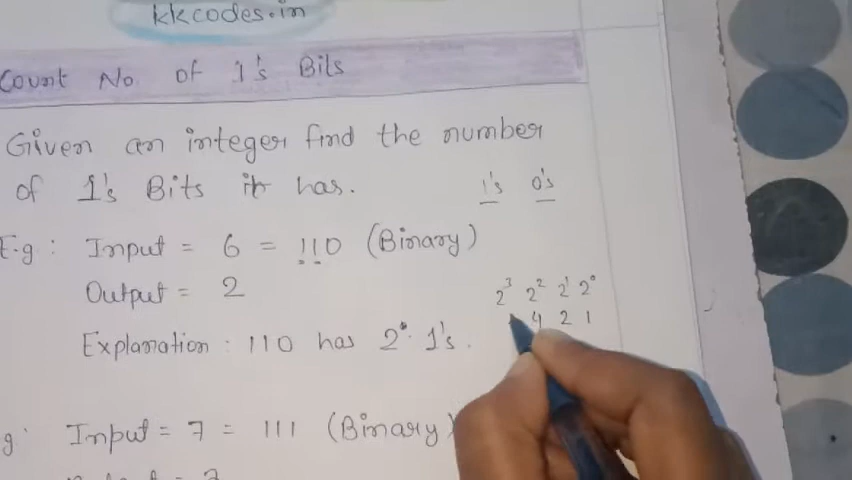 kkcodes.in
Count No of 1's Bits
Given an integer find the number
of 1's Bits it has.
1's 0's
E.g : Input = 6 = 110 (Binary)
Output = 2
2³ 2² 2¹ 2⁰
4 2 1
Explanation : 110 has 2 1's.
g: Input = 7 = 111 (Binary)